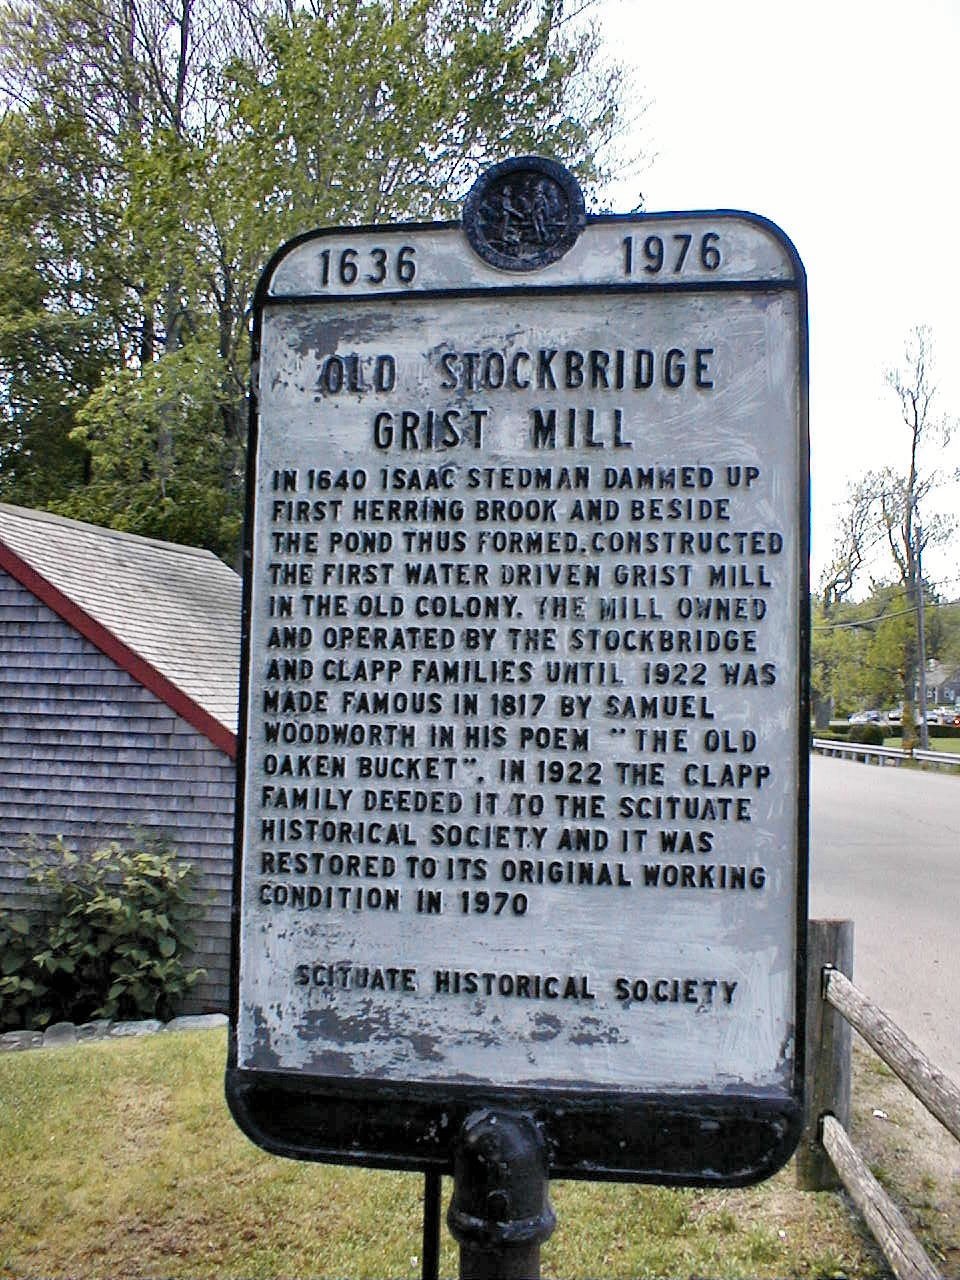 1636 1976
OLD STOCKBRIDGE
GRIST MILL
IN 1640 ISAAC STEDMAN DAMMED UP
FIRST HERRING BROOK AND BESIDE
THE POND THUS FORMED.CONSTRUCTED
THE FIRST WATER DRIVEN GRIST MILL
IN THE OLD COLONY. THE MILL OWNED
AND OPERATED BY THE STOCKBRIDGE
AND CLAPP FAMILIES UNTIL 1922 WAS
MADE FAMOUS IN 1817 BY SAMUEL
WOODWORTH IN HIS POEM "THE OLD
OAKEN BUCKET". IN 1922 THE CLAPP
FAMILY DEEDED IT TO THE SCITUATE
HISTORICAL SOCIETY AND IT WAS
RESTORED TO ITS ORIGINAL WORKING
CONDITION IN 1970
SCITUATE HISTORICAL SOCIETY